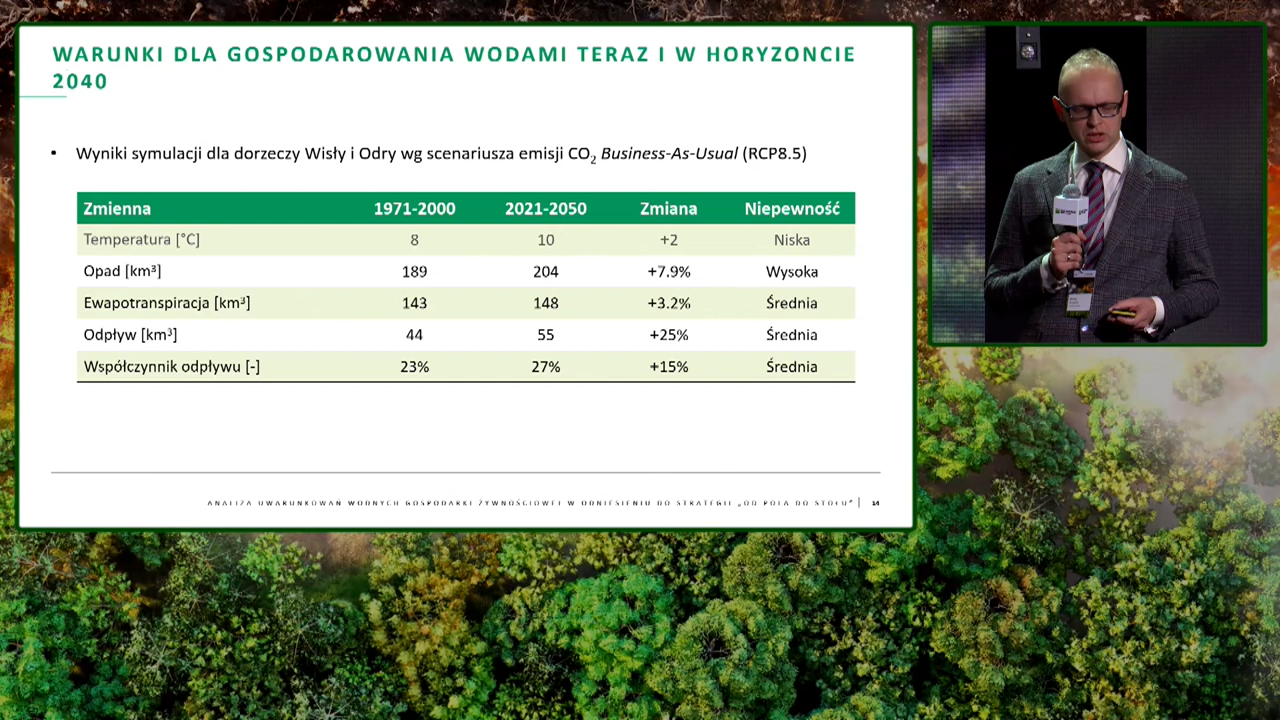 WARUNKI DLA GOSPODAROWANIA WODAMI TERAZ I W HORYZONCIE
2040
• Wyniki symulacji dla dorzeczy Wisły i Odry wg scenariusza emisji CO₂ Business-As-Usual (RCP8.5)
Zmienna 1971-2000 2021-2050 Zmiana Niepewność
Temperatura [°C] 8 10 +2 Niska
Opad [km³] 189 204 +7.9% Wysoka
Ewapotranspiracja [km³] 143 148 +3.2% Średnia
Odpływ [km³] 44 55 +25% Średnia
Współczynnik odpływu [-] 23% 27% +15% Średnia
ANALIZA UWARUNKOWAŃ WODNYCH GOSPODARKI ŻYWNOŚCIOWEJ W ODNIESIENIU DO STRATEGII „OD POLA DO STOŁU" | 14